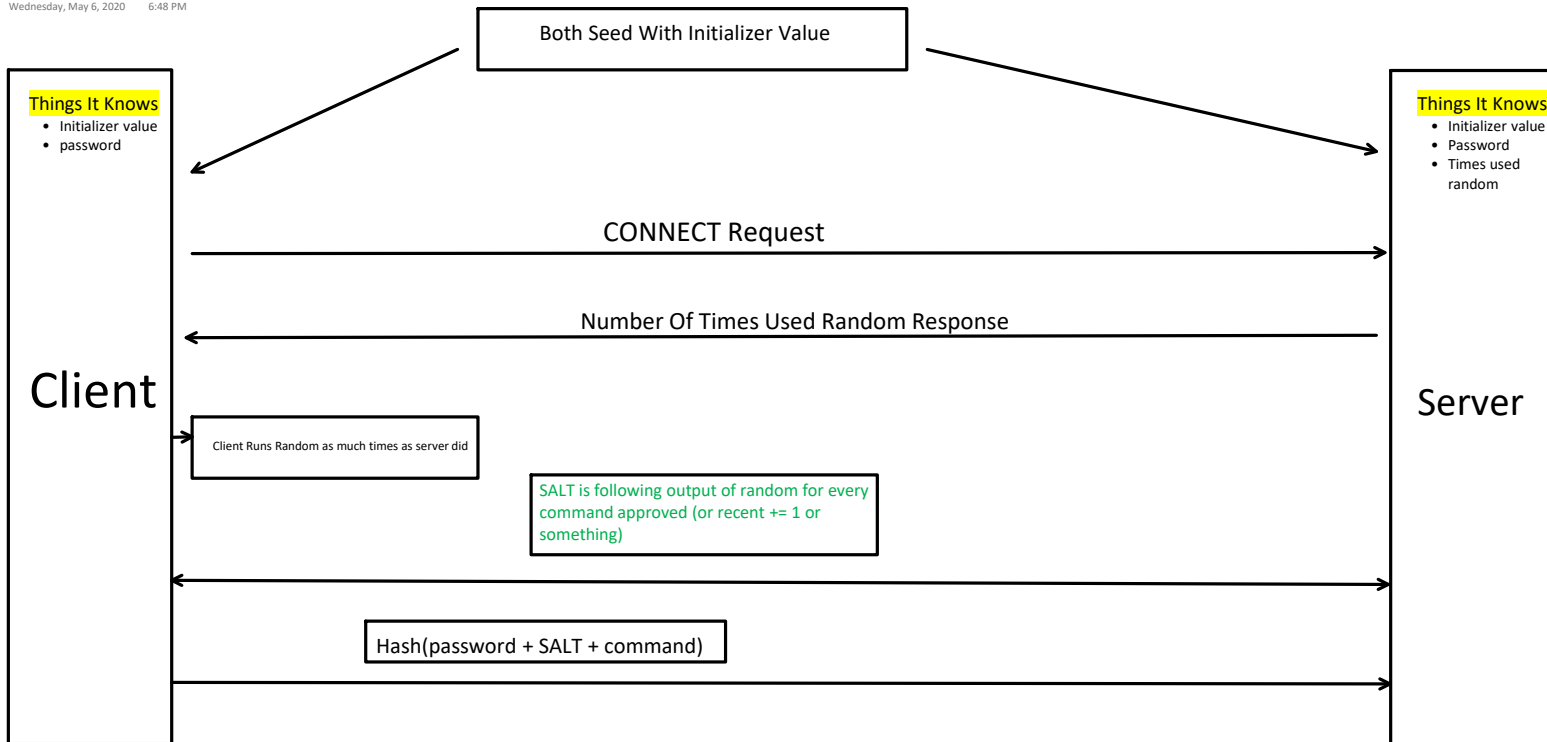 Wednesday, May 6, 2020 6:48 PM
Both Seed With Initializer Value
Things It Knows
• Initializer value
• password
Things It Knows
• Initializer value
• Password
• Times used
random
CONNECT Request
Number Of Times Used Random Response
Client
Server
Client Runs Random as much times as server did
SALT is following output of random for every
command approved (or recent += 1 or
something)
Hash(password + SALT + command)